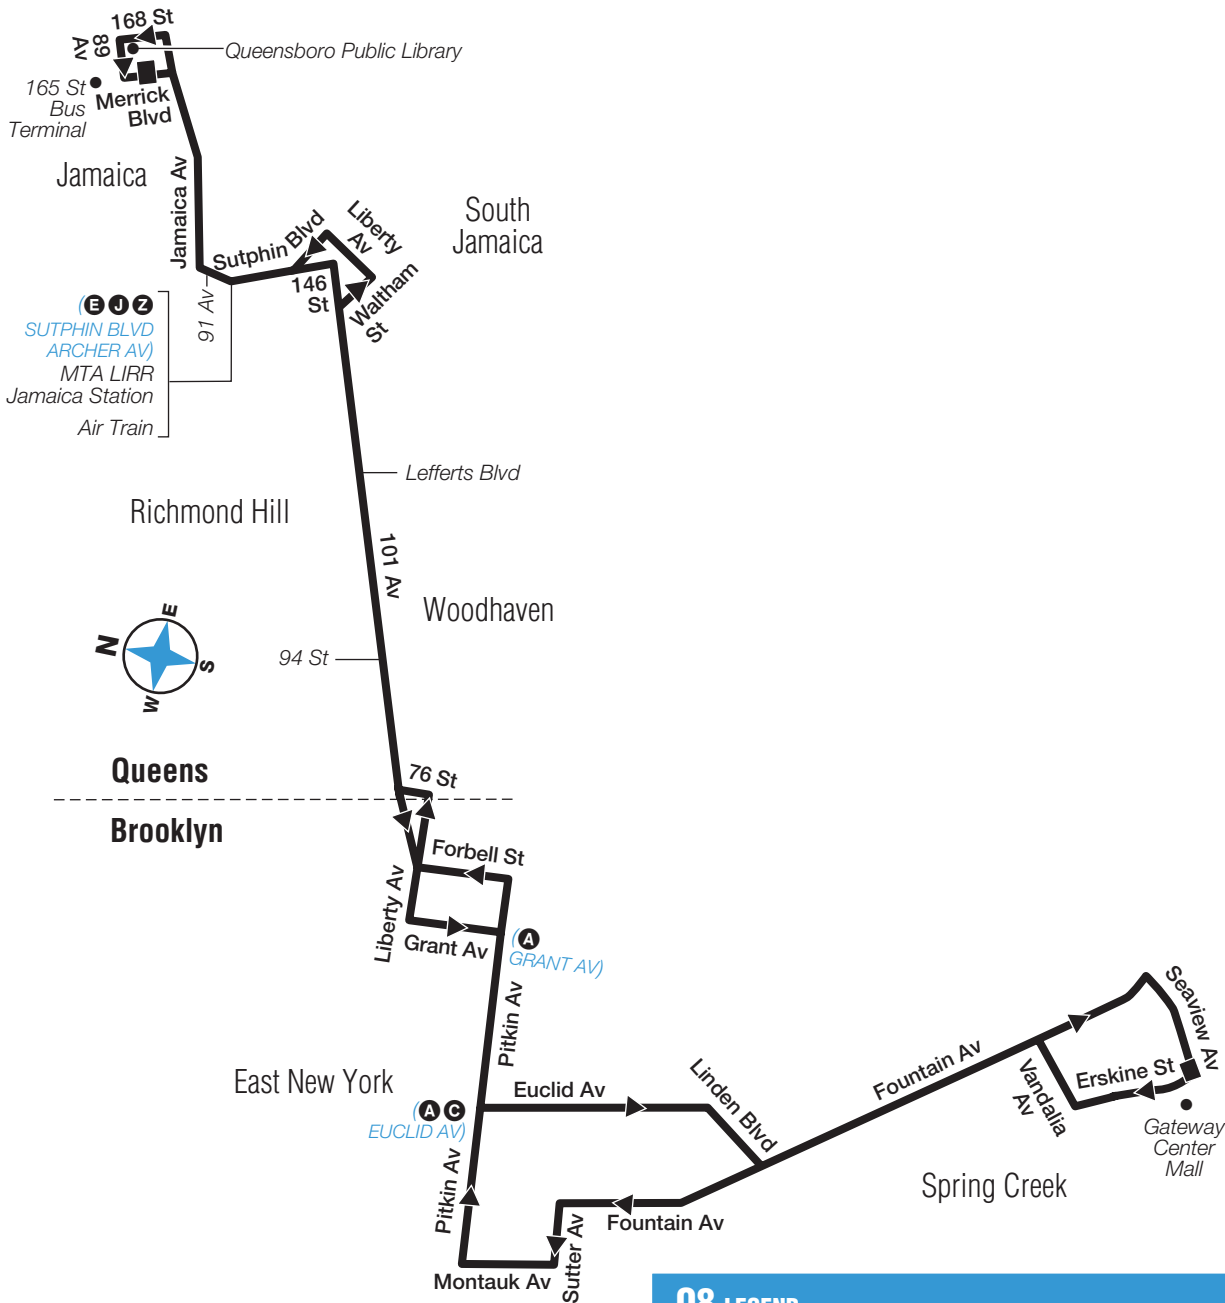 168 St
89
Av
Queensboro Public Library
165 St
Bus
Terminal
Merrick
Blvd
Jamaica
Jamaica Av
South
Jamaica
Liberty
Av
Sutphin Blvd
146
St
Waltham
St
91 Av
(E J Z
SUTPHIN BLVD
ARCHER AV)
MTA LIRR
Jamaica Station
Air Train
Lefferts Blvd
Richmond Hill
101 Av
Woodhaven
94 St
N
E
S
W
Queens
76 St
Brooklyn
Forbell St
Liberty Av
Grant Av
(A
GRANT AV)
Pitkin Av
East New York
Euclid Av
(A C
EUCLID AV)
Linden Blvd
Fountain Av
Seaview Av
Vandalia
Av
Erskine St
Gateway
Center
Mall
Spring Creek
Pitkin Av
Fountain Av
Sutter Av
Montauk Av